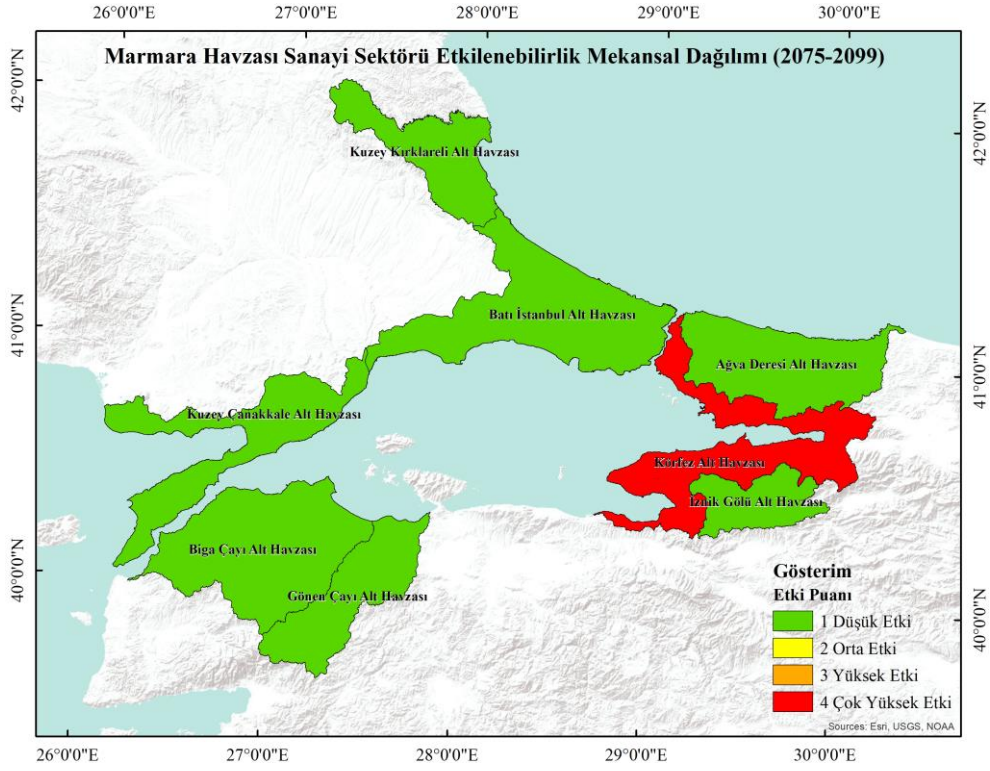 26°0'0"E 27°0'0"E 28°0'0"E 29°0'0"E 30°0'0"E
Marmara Havzası Sanayi Sektörü Etkilenebilirlik Mekansal Dağılımı (2075-2099)
42°0'0"N
42°0'0"N
Kuzey Kırklareli Alt Havzası
Batı İstanbul Alt Havzası
41°0'0"N
Ağva Deresi Alt Havzası
41°0'0"N
Kuzey Çanakkale Alt Havzası
Körfez Alt Havzası
İznik Gölü Alt Havzası
Biga Çayı Alt Havzası
40°0'0"N
Gönen Çayı Alt Havzası
40°0'0"N
Gösterim
Etki Puanı
1 Düşük Etki
2 Orta Etki
3 Yüksek Etki
4 Çok Yüksek Etki
Sources: Esri, USGS, NOAA
26°0'0"E 27°0'0"E 28°0'0"E 29°0'0"E 30°0'0"E